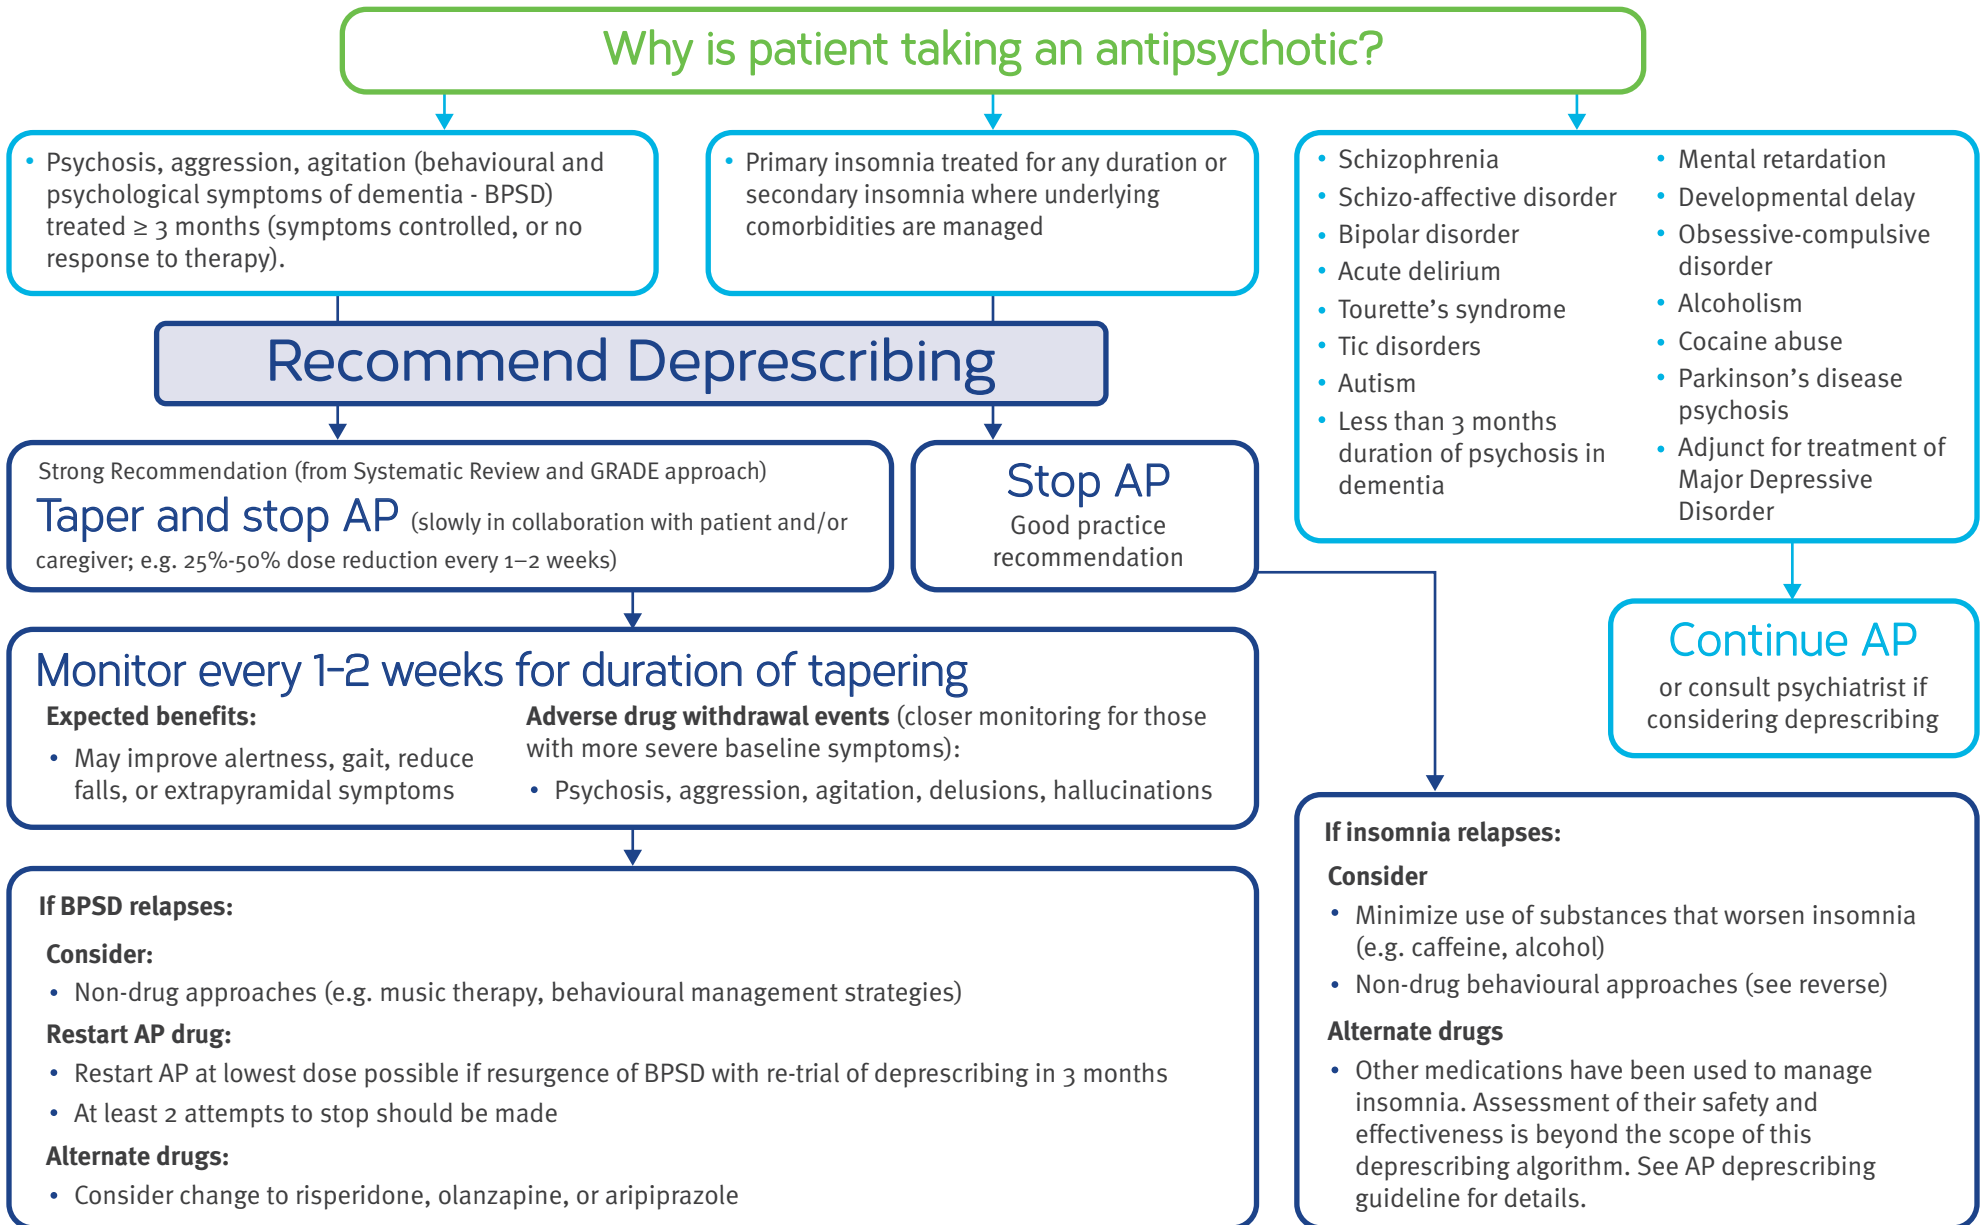 Why is patient taking an antipsychotic?
• Psychosis, aggression, agitation (behavioural and
psychological symptoms of dementia - BPSD)
treated ≥ 3 months (symptoms controlled, or no
response to therapy).
• Primary insomnia treated for any duration or
secondary insomnia where underlying
comorbidities are managed
• Schizophrenia
• Schizo-affective disorder
• Bipolar disorder
• Acute delirium
• Tourette’s syndrome
• Tic disorders
• Autism
• Less than 3 months
duration of psychosis in
dementia
• Mental retardation
• Developmental delay
• Obsessive-compulsive
disorder
• Alcoholism
• Cocaine abuse
• Parkinson’s disease
psychosis
• Adjunct for treatment of
Major Depressive
Disorder
Recommend Deprescribing
Strong Recommendation (from Systematic Review and GRADE approach)
Taper and stop AP (slowly in collaboration with patient and/or
caregiver; e.g. 25%-50% dose reduction every 1–2 weeks)
Stop AP
Good practice
recommendation
Continue AP
or consult psychiatrist if
considering deprescribing
Monitor every 1-2 weeks for duration of tapering
Expected benefits:
• May improve alertness, gait, reduce
falls, or extrapyramidal symptoms
Adverse drug withdrawal events (closer monitoring for those
with more severe baseline symptoms):
• Psychosis, aggression, agitation, delusions, hallucinations
If BPSD relapses:
Consider:
• Non-drug approaches (e.g. music therapy, behavioural management strategies)
Restart AP drug:
• Restart AP at lowest dose possible if resurgence of BPSD with re-trial of deprescribing in 3 months
• At least 2 attempts to stop should be made
Alternate drugs:
• Consider change to risperidone, olanzapine, or aripiprazole
If insomnia relapses:
Consider
• Minimize use of substances that worsen insomnia
(e.g. caffeine, alcohol)
• Non-drug behavioural approaches (see reverse)
Alternate drugs
• Other medications have been used to manage
insomnia. Assessment of their safety and
effectiveness is beyond the scope of this
deprescribing algorithm. See AP deprescribing
guideline for details.